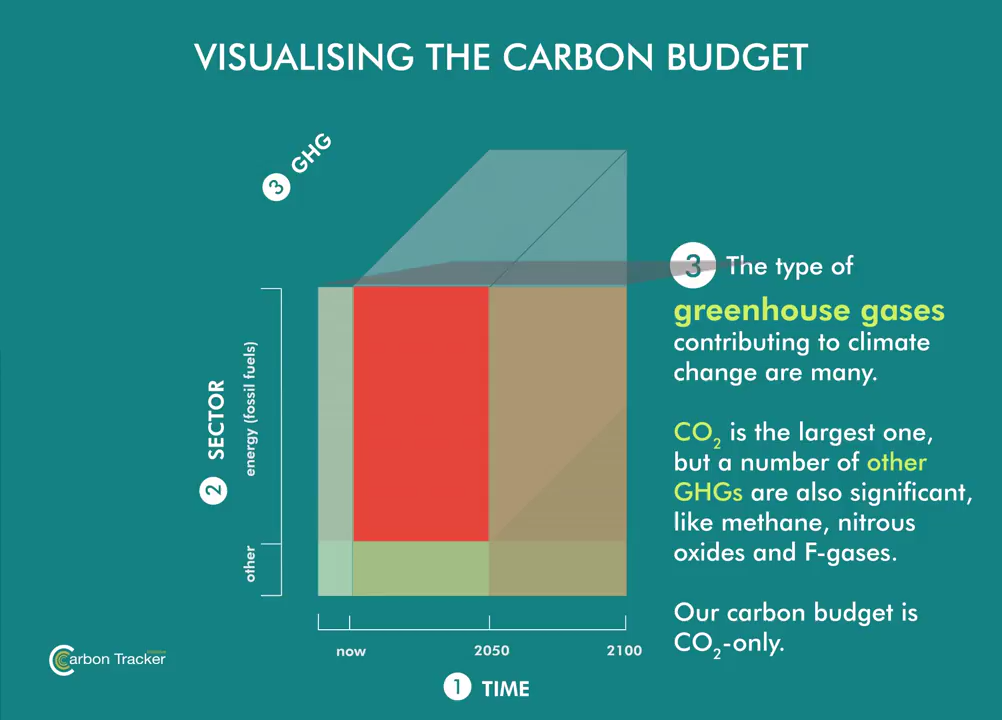 VISUALISING THE CARBON BUDGET
3 GHG
3 The type of
greenhouse gases
contributing to climate
change are many.
CO₂ is the largest one,
but a number of other
GHGs are also significant,
like methane, nitrous
oxides and F-gases.
Our carbon budget is
CO₂-only.
2 SECTOR
energy (fossil fuels)
other
now 2050 2100
1 TIME
Carbon Tracker